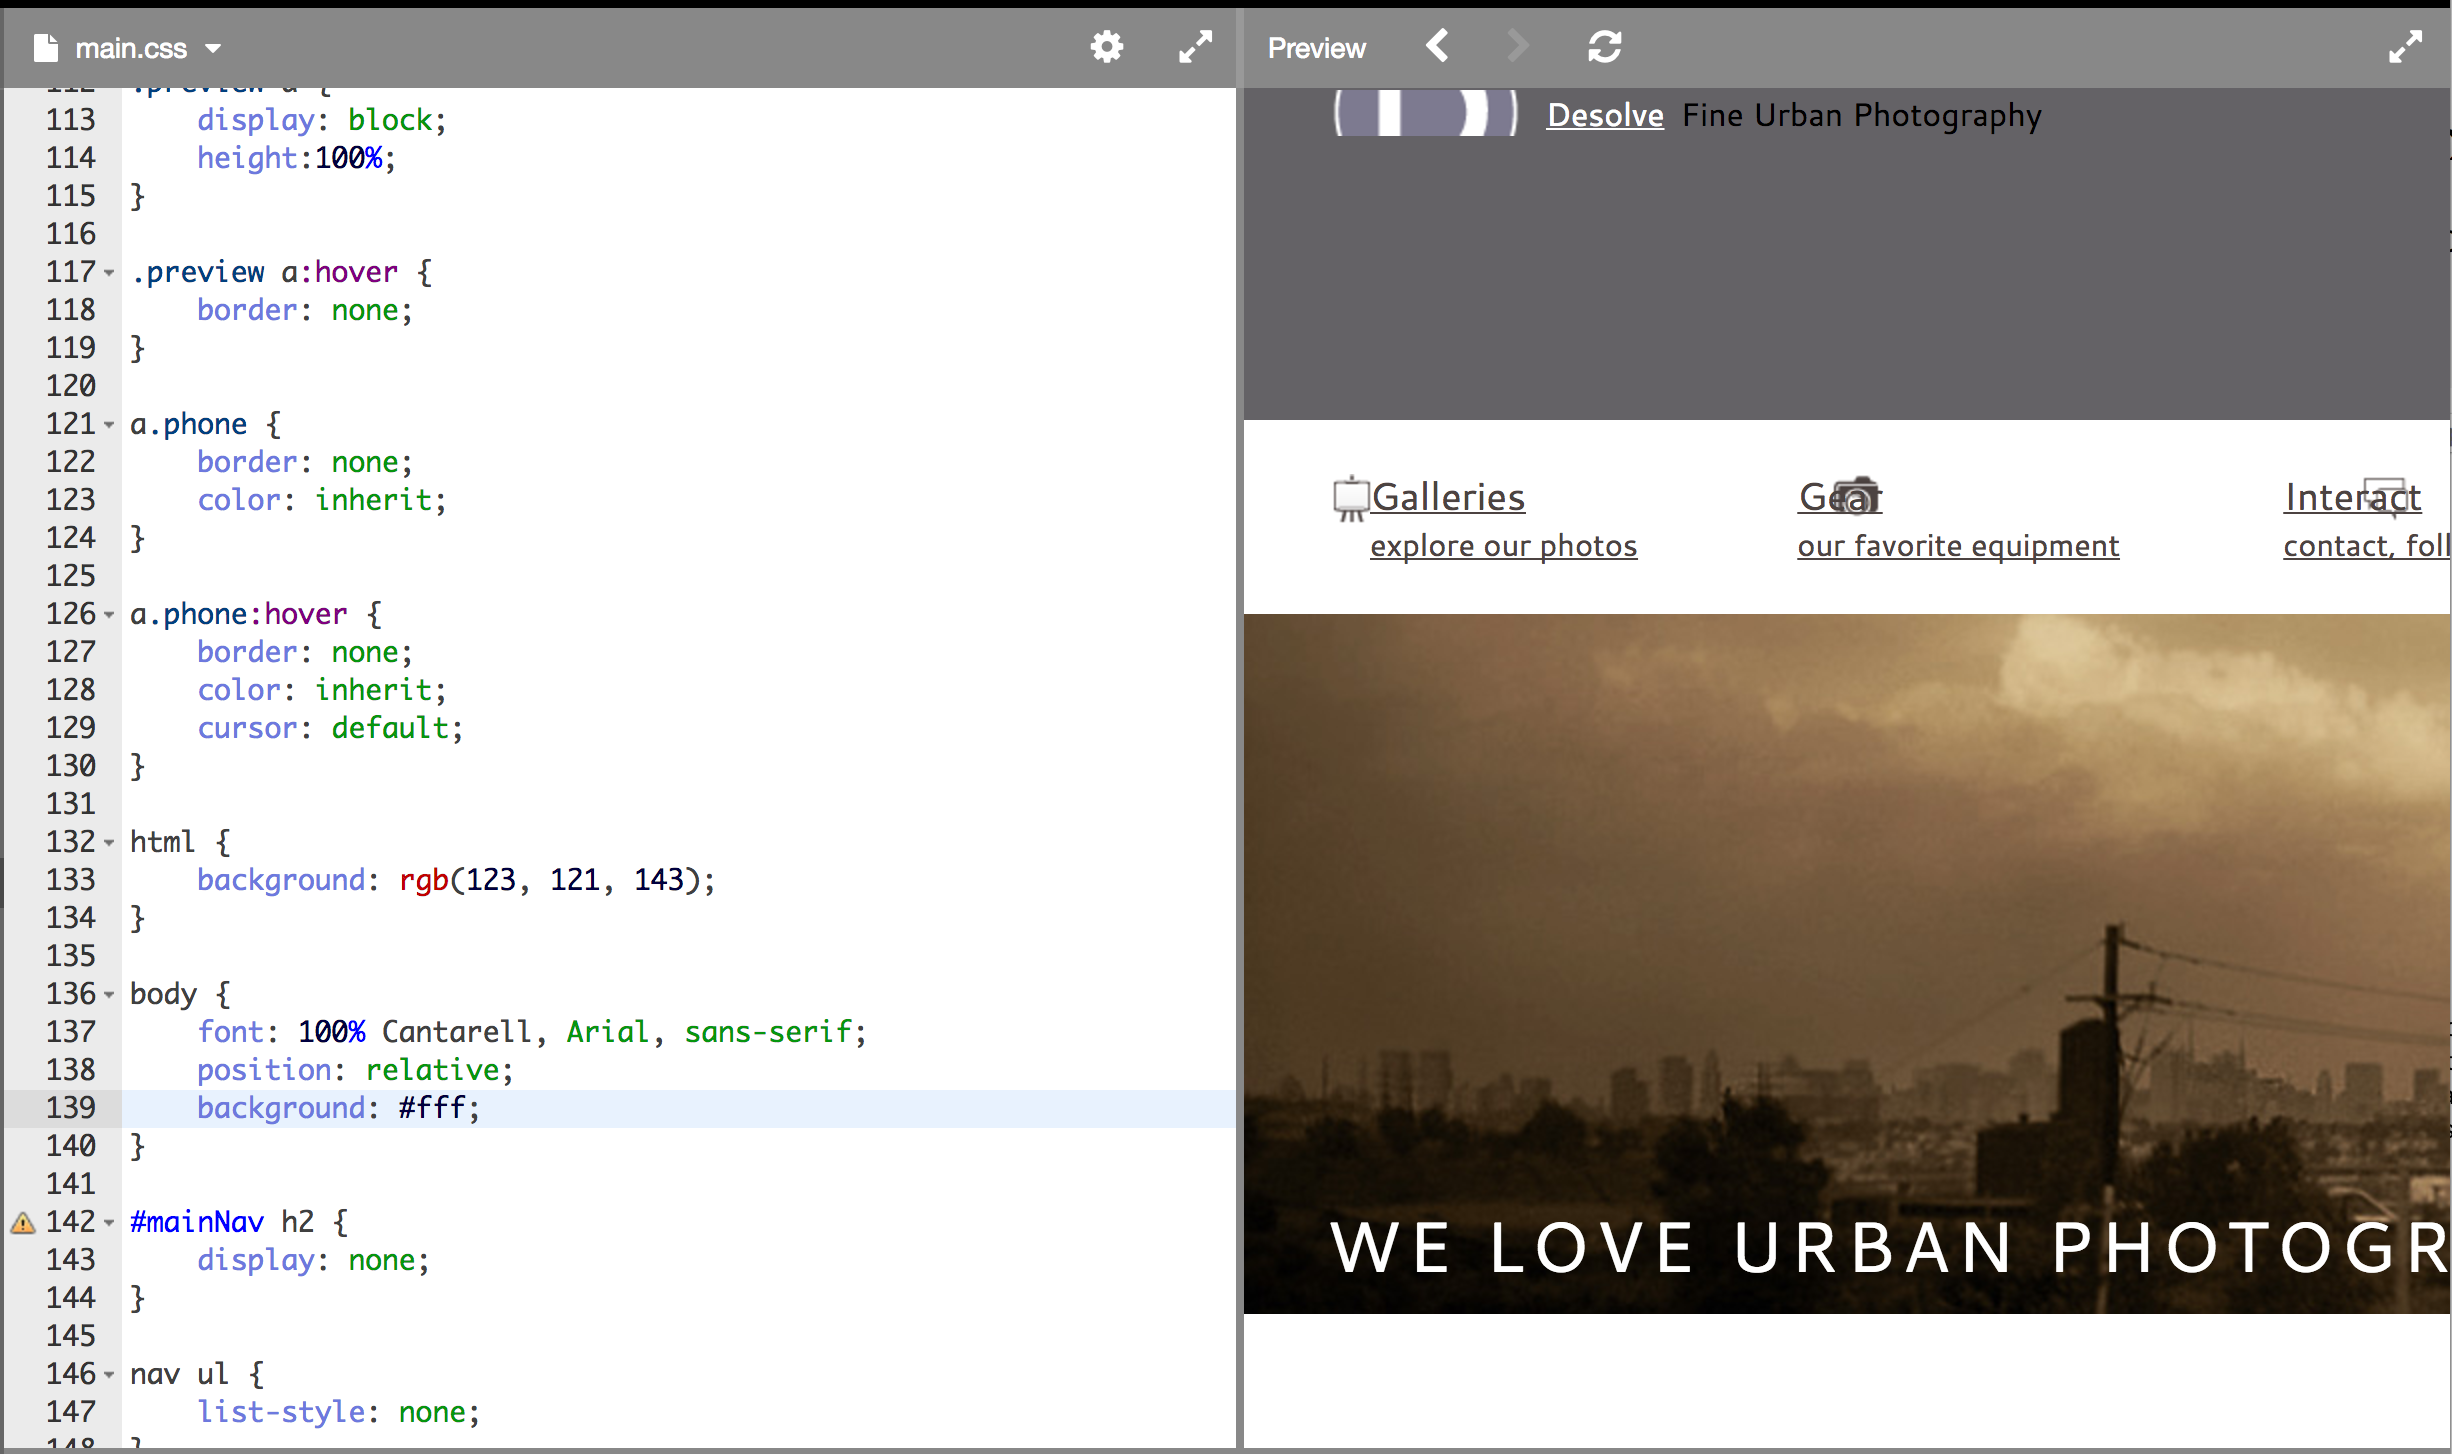 main.css
112 .preview a {
113 display: block;
114 height:100%;
115 }
116
117 .preview a:hover {
118 border: none;
119 }
120
121 a.phone {
122 border: none;
123 color: inherit;
124 }
125
126 a.phone:hover {
127 border: none;
128 color: inherit;
129 cursor: default;
130 }
131
132 html {
133 background: rgb(123, 121, 143);
134 }
135
136 body {
137 font: 100% Cantarell, Arial, sans-serif;
138 position: relative;
139 background: #fff;
140 }
141
142 #mainNav h2 {
143 display: none;
144 }
145
146 nav ul {
147 list-style: none;
148 }
Preview
Desolve Fine Urban Photography
Galleries
explore our photos
Gear
our favorite equipment
Interact
contact, foll
WE LOVE URBAN PHOTOGR